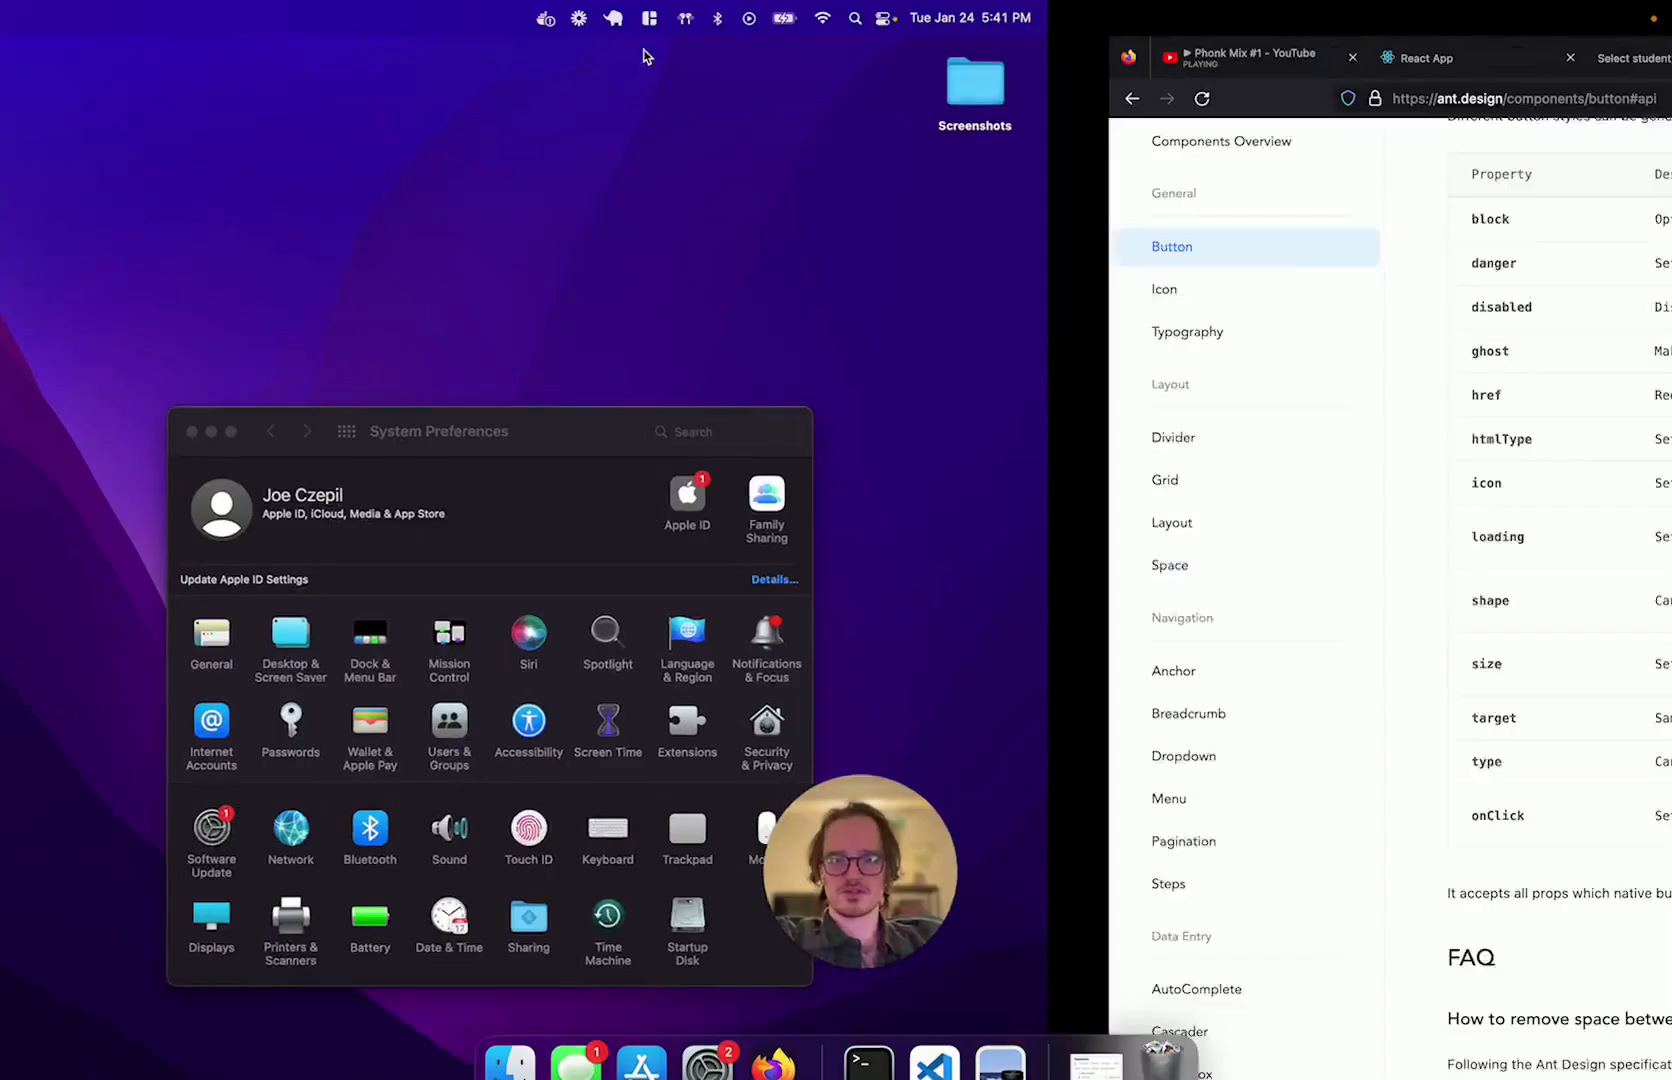 Tue Jan 24 5:41 PM
Screenshots
System Preferences
Search
Joe Czepil
Apple ID, iCloud, Media & App Store
1
Apple ID
Family
Sharing
Update Apple ID Settings
Details...
General
Desktop &
Screen Saver
Dock &
Menu Bar
Mission
Control
Siri
Spotlight
Language
& Region
Notifications
& Focus
Internet
Accounts
Passwords
Wallet &
Apple Pay
Users &
Groups
Accessibility
Screen Time
Extensions
Security
& Privacy
1
Software
Update
Network
Bluetooth
Sound
Touch ID
Keyboard
Trackpad
Displays
Printers &
Scanners
Battery
17
Date & Time
Sharing
Time
Machine
Startup
Disk
1
2
>_
Phonk Mix #1 - YouTube
PLAYING
React App
Select student
https://ant.design/components/button#api
Components Overview
General
Button
Icon
Typography
Layout
Divider
Grid
Layout
Space
Navigation
Anchor
Breadcrumb
Dropdown
Menu
Pagination
Steps
Data Entry
AutoComplete
Cascader
Property
block
danger
disabled
ghost
href
htmlType
icon
loading
shape
size
target
type
onClick
It accepts all props which native bu
FAQ
How to remove space betwe
Following the Ant Design specificat